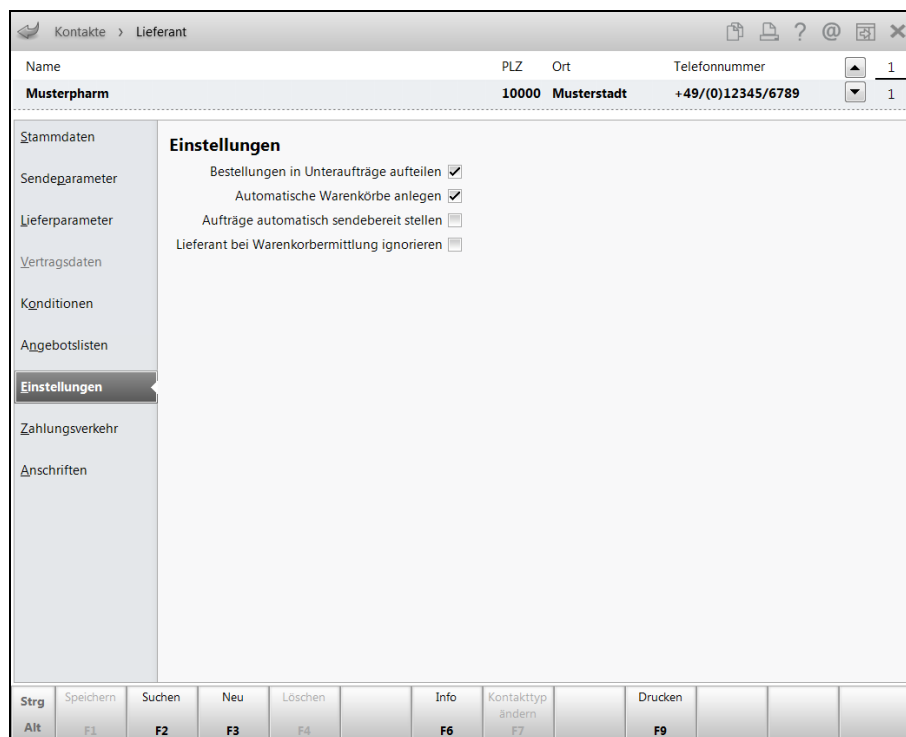 Kontakte > Lieferant ? @
Name PLZ Ort Telefonnummer 1
Musterpharm 10000 Musterstadt +49/(0)12345/6789 1
Stammdaten
Sendeparameter
Lieferparameter
Vertragsdaten
Konditionen
Angebotslisten
Einstellungen
Zahlungsverkehr
Anschriften
Einstellungen
Bestellungen in Unteraufträge aufteilen
Automatische Warenkörbe anlegen
Aufträge automatisch sendebereit stellen
Lieferant bei Warenkorbermittlung ignorieren
Strg Speichern Suchen Neu Löschen Info Kontakttyp Drucken
ändern
Alt F1 F2 F3 F4 F6 F7 F9